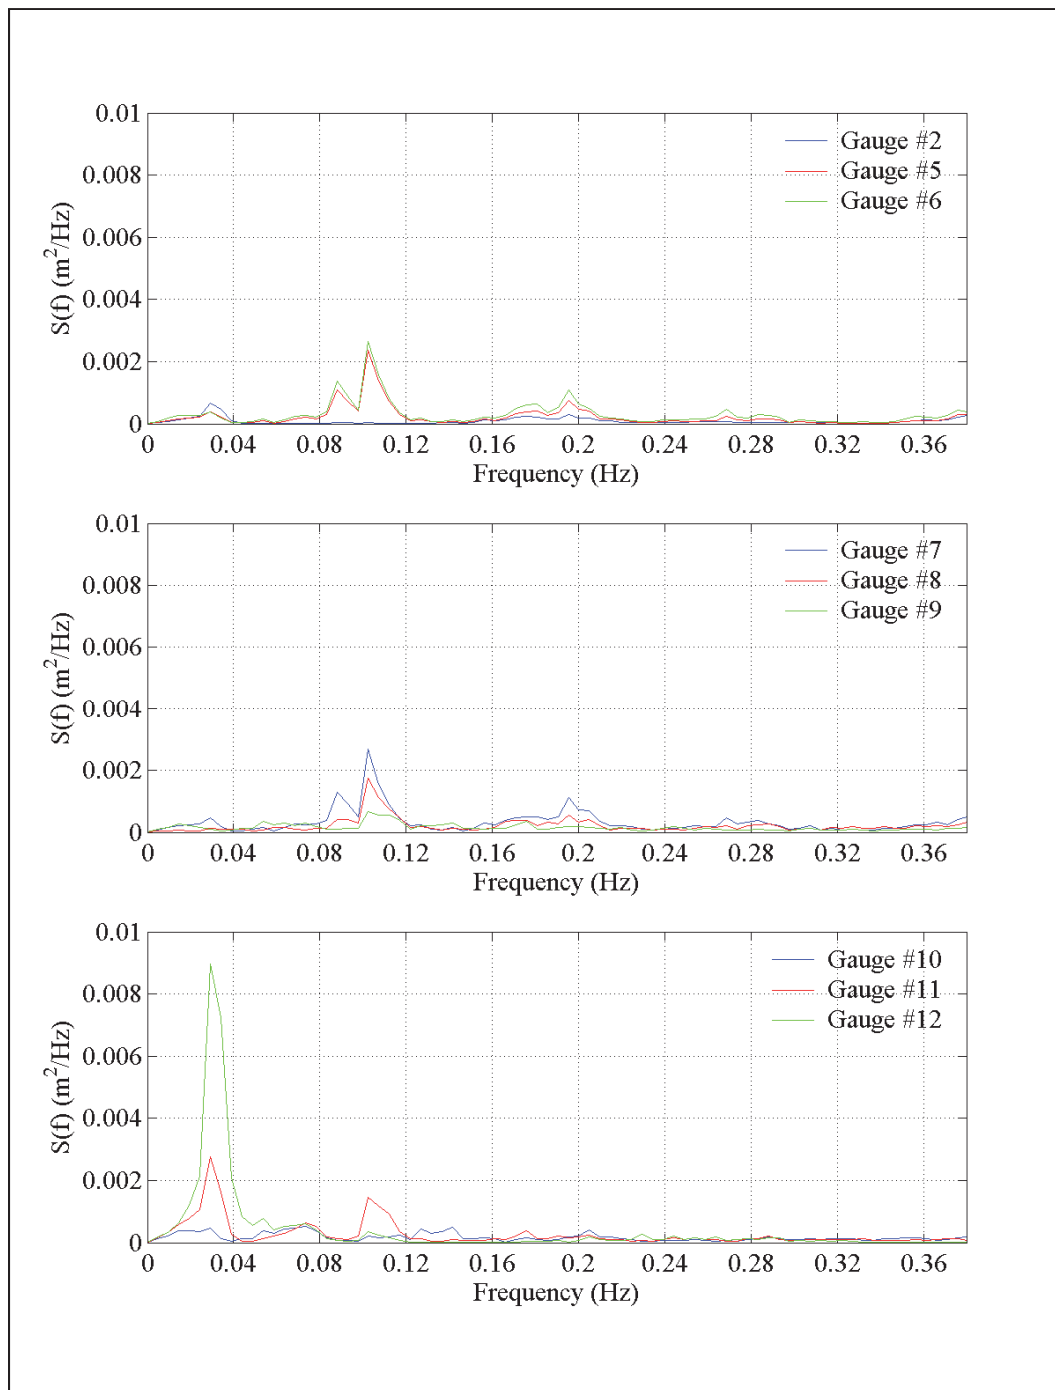 0.01
0.008
0.006
0.004
0.002
0
S(f) (m²/Hz)
Gauge #2
Gauge #5
Gauge #6
0 0.04 0.08 0.12 0.16 0.2 0.24 0.28 0.32 0.36
Frequency (Hz)
0.01
0.008
0.006
0.004
0.002
0
S(f) (m²/Hz)
Gauge #7
Gauge #8
Gauge #9
0 0.04 0.08 0.12 0.16 0.2 0.24 0.28 0.32 0.36
Frequency (Hz)
0.01
0.008
0.006
0.004
0.002
0
S(f) (m²/Hz)
Gauge #10
Gauge #11
Gauge #12
0 0.04 0.08 0.12 0.16 0.2 0.24 0.28 0.32 0.36
Frequency (Hz)